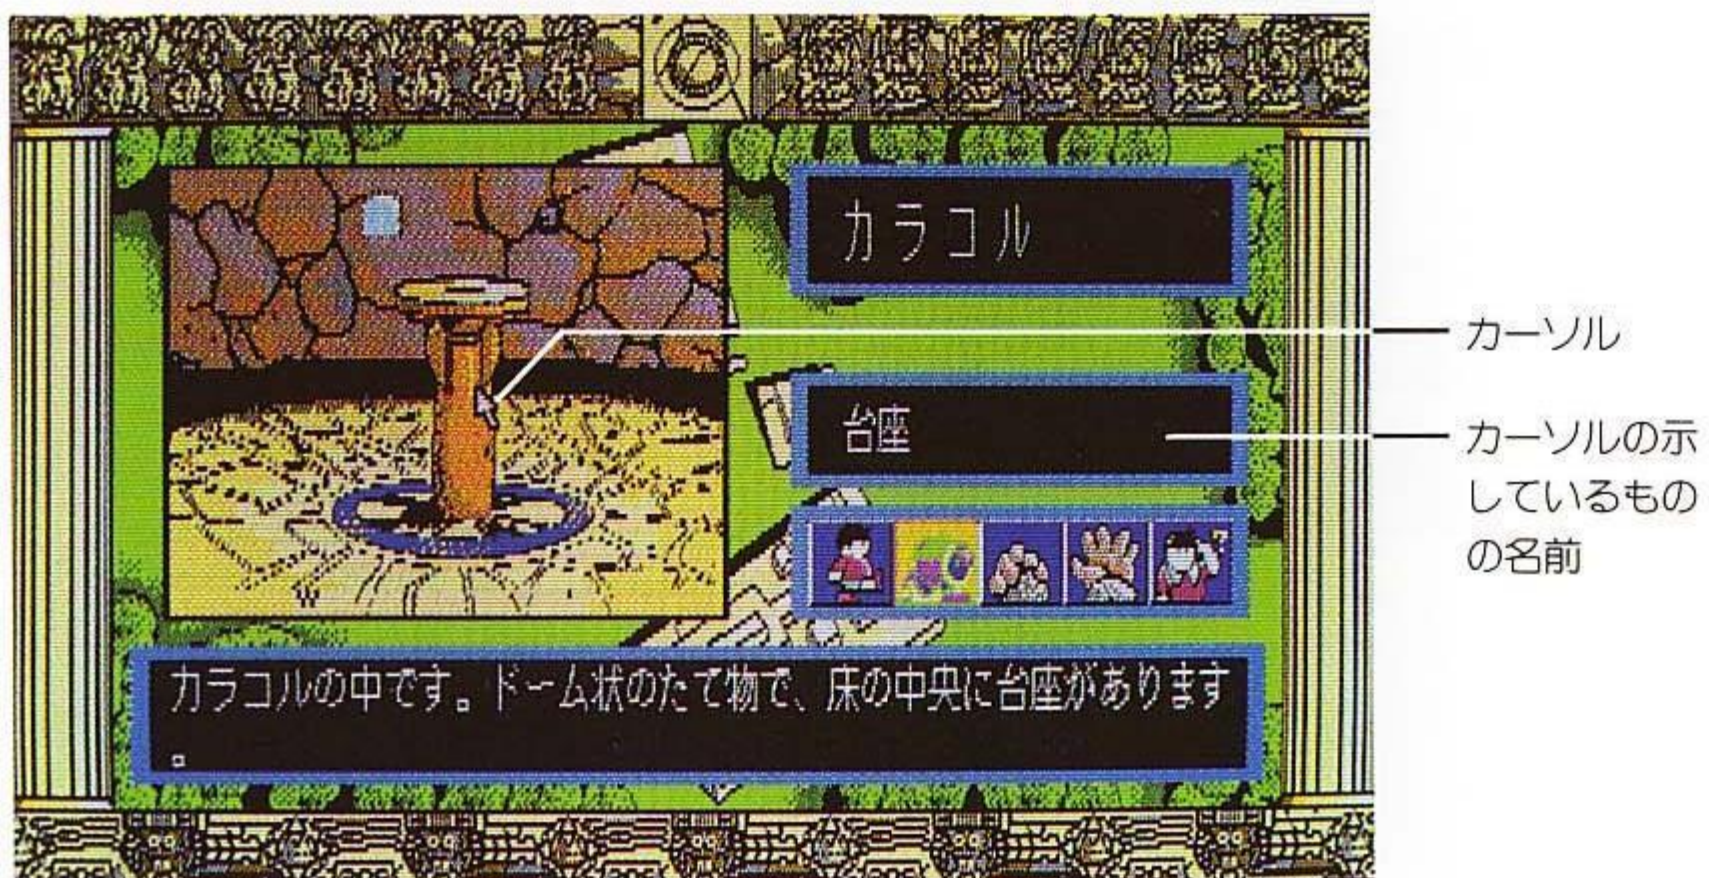 カラコル
カーソル
台座
カーソルの示
しているもの
の名前
カラコルの中です。ドーム状のたて物で、床の中央に台座があります
。